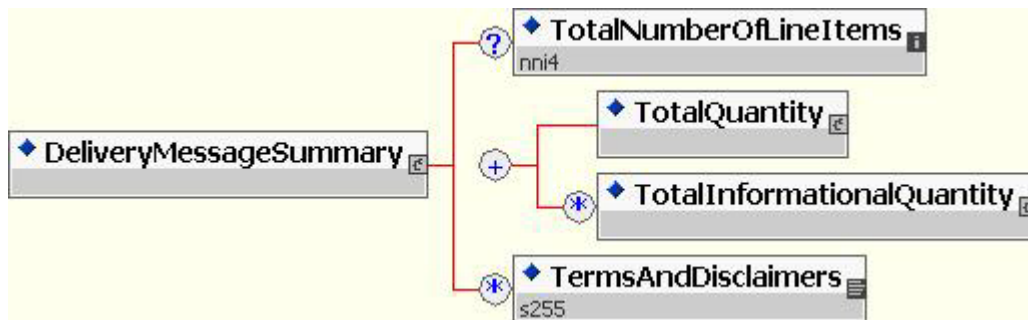 TotalNumberOfLineItems
nni4
TotalQuantity
DeliveryMessageSummary
TotalInformationalQuantity
TermsAndDisclaimers
s255